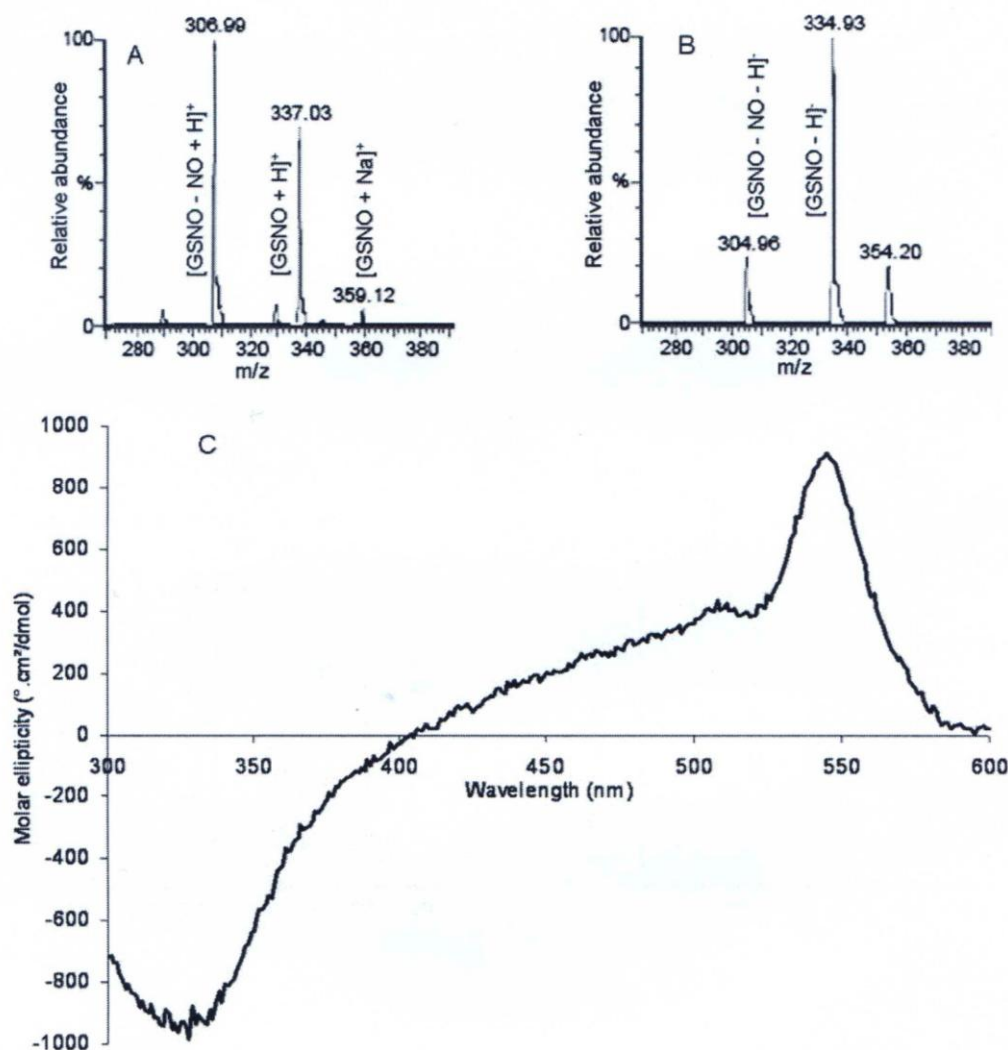 A
306.99
337.03
359.12
[GSNO - NO + H]⁺
[GSNO + H]⁺
[GSNO + Na]⁺
Relative abundance
100
%
0
280 300 320 340 360 380
m/z
B
334.93
304.96
354.20
[GSNO - NO - H]⁻
[GSNO - H]⁻
Relative abundance
100
%
0
280 300 320 340 360 380
m/z
C
Molar ellipticity (°.cm²/dmol)
1000
800
600
400
200
0
-200
-400
-600
-800
-1000
300 350 400 450 500 550 600
Wavelength (nm)